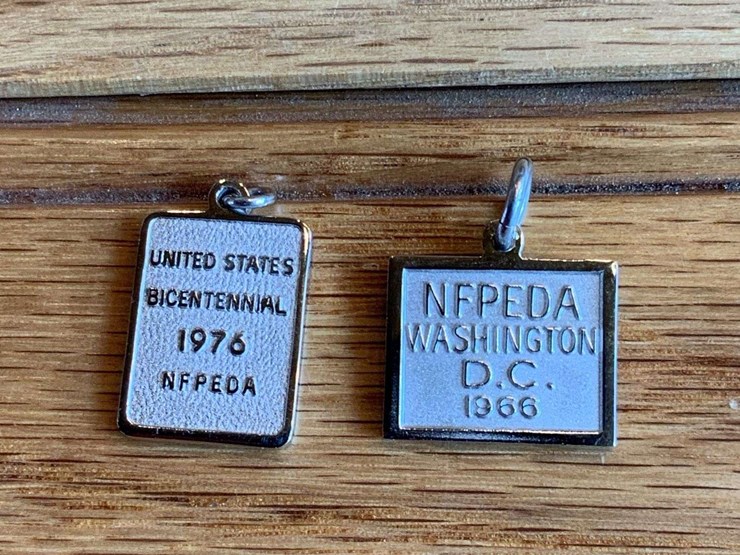 UNITED STATES
BICENTENNIAL
1976
NFPEDA
NFPEDA
WASHINGTON
D.C.
1966